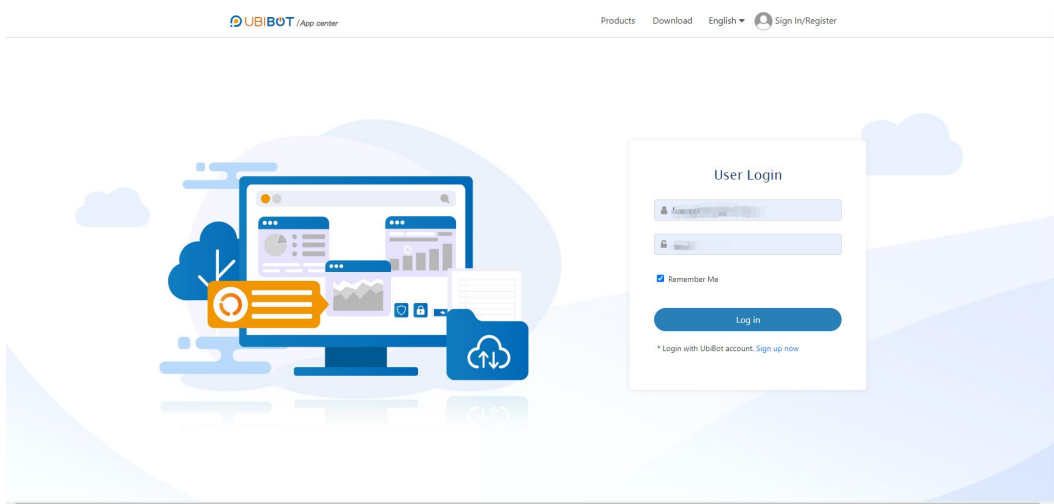 UBIBOT / App center
Products Download English Sign In/Register
User Login
Remember Me
Log in
* Login with UbiBot account. Sign up now